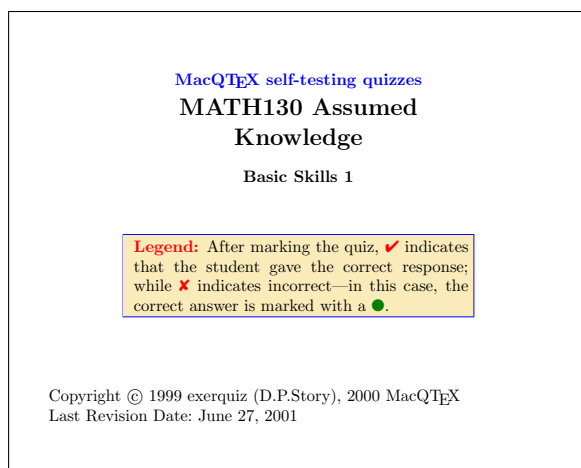 MacQTEX self-testing quizzes
MATH130 Assumed
Knowledge
Basic Skills 1
Legend: After marking the quiz, ✔ indicates
that the student gave the correct response;
while ✘ indicates incorrect—in this case, the
correct answer is marked with a ●.
Copyright © 1999 exerquiz (D.P.Story), 2000 MacQTEX
Last Revision Date: June 27, 2001